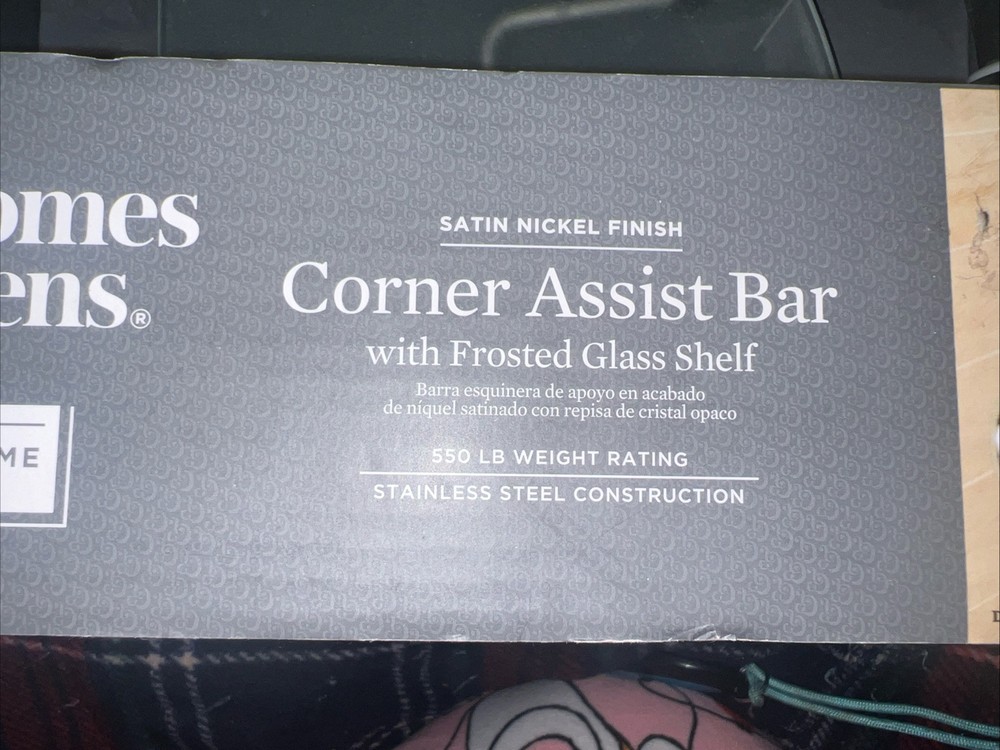 omes
ens®
ME
SATIN NICKEL FINISH
Corner Assist Bar
with Frosted Glass Shelf
Barra esquinera de apoyo en acabado
de níquel satinado con repisa de cristal opaco
550 LB WEIGHT RATING
STAINLESS STEEL CONSTRUCTION